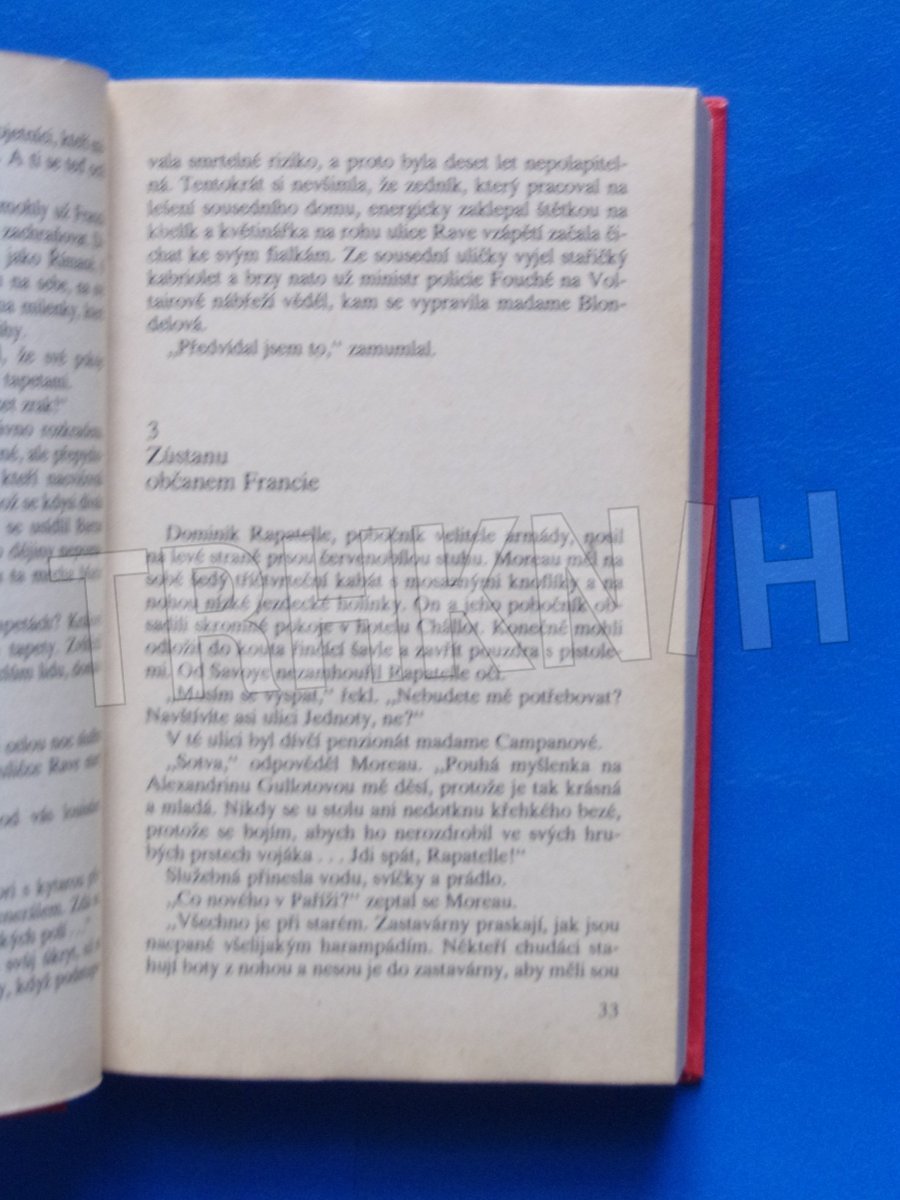 vala smrtelné riziko, a proto byla deset let nepolapitel-
ná. Tentokrát si nevšimla, že zedník, který pracoval na
lešení sousedního domu, energicky zaklepal štětkou na
kbelík a květinářka na rohu ulice Rave vzápětí začala či-
chat ke svým fialkám. Ze sousední uličky vyjel stařičký
kabriolet a brzy nato už ministr policie Fouché na Vol-
tairově nábřeží věděl, kam se vypravila madame Blon-
delová.
„Předvídal jsem to,“ zamumlal.
3
Zůstanu
občanem Francie
Dominik Rapatelle, pobočník velitele armády, nosil
na levé straně prsou červenobílou stuhu. Moreau měl na
sobě šedý tříčtvrteční kabát s mosaznými knoflíky a na
nohou nízké jezdecké holínky. On a jeho pobočník ob-
sadili skromné pokoje v hotelu Challot. Konečně mohli
odložit do kouta řinčící šavle a zavřít pouzdra s pistole-
mi. Od Savoye nezamhouřil Rapatelle oči.
„Musím se vyspat,“ řekl. „Nebudete mě potřebovat?
Navštívíte asi ulici Jednoty, ne?“
V té ulici byl dívčí penzionát madame Campanové.
„Sotva,“ odpověděl Moreau. „Pouhá myšlenka na
Alexandrinu Gullotovou mě děsí, protože je tak krásná
a mladá. Nikdy se u stolu ani nedotknu křehkého bezé,
protože se bojím, abych ho nerozdrobil ve svých hru-
bých prstech vojáka . . . Jdi spát, Rapatelle!“
Služebná přinesla vodu, svíčky a prádlo.
„Co nového v Paříži?“ zeptal se Moreau.
„Všechno je při starém. Zastavárny praskají, jak jsou
nacpané všelijakým harampádím. Někteří chudáci sta-
hují boty z nohou a nesou je do zastavárny, aby měli sou
33
TREKNIH